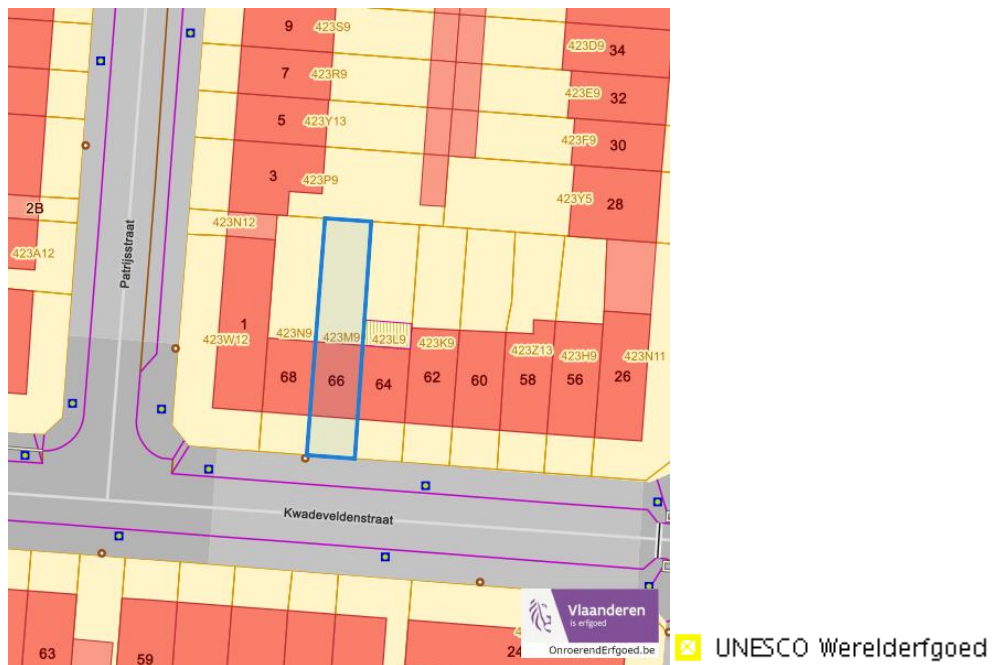 9 423S9
423D9 34
7 423R9
423E9 32
5 423Y13
423F9 30
3 423P9
423Y5 28
2B
423N12
423A12
Patrijsstraat
1
423W12 423N9 423M9 423L9 423K9 423Z13 423H9 423N11
68 66 64 62 60 58 56 26
Kwadeveldenstraat
Vlaanderen
is erfgoed
OnroerendErfgoed.be
63 59 24
UNESCO Werelderfgoed